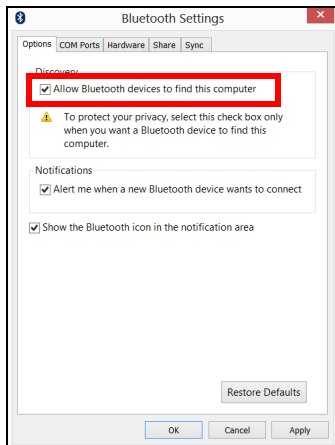 Bluetooth Settings
Options COM Ports Hardware Share Sync
Discovery
Allow Bluetooth devices to find this computer
To protect your privacy, select this check box only
when you want a Bluetooth device to find this
computer.
Notifications
Alert me when a new Bluetooth device wants to connect
Show the Bluetooth icon in the notification area
Restore Defaults
OK Cancel Apply